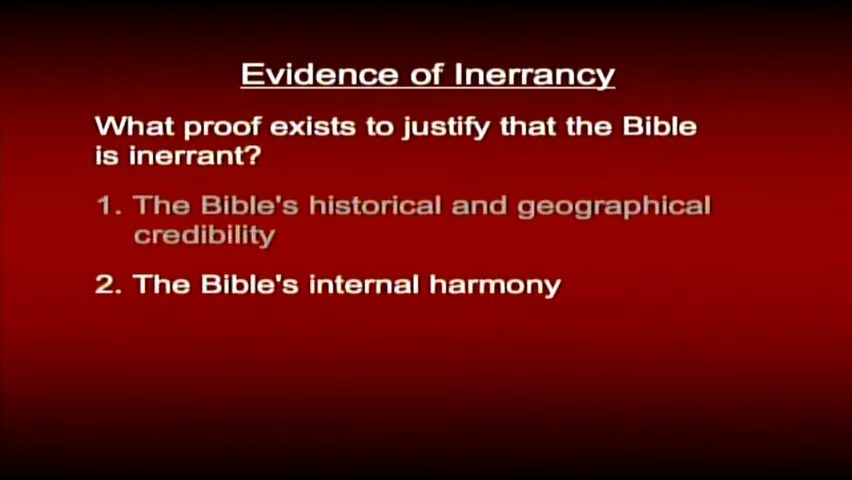 Evidence of Inerrancy
What proof exists to justify that the Bible
is inerrant?
1. The Bible's historical and geographical
credibility
2. The Bible's internal harmony